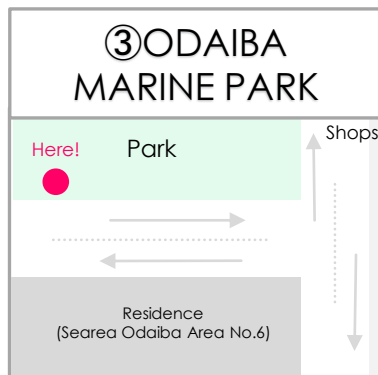 ③ODAIBA
MARINE PARK
Shops
Here!
Park
Residence
(Searea Odaiba Area No.6)